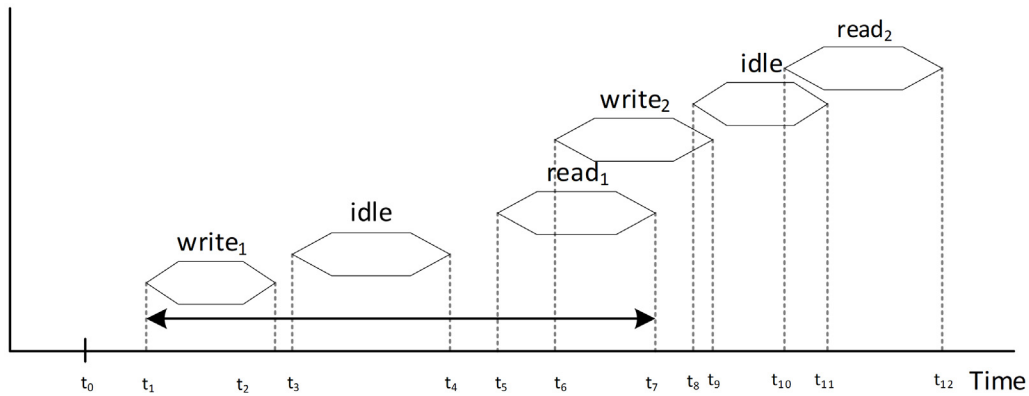 read₂
idle
write₂
read₁
idle
write₁
t₀ t₁ t₂ t₃ t₄ t₅ t₆ t₇ t₈ t₉ t₁₀ t₁₁ t₁₂ Time